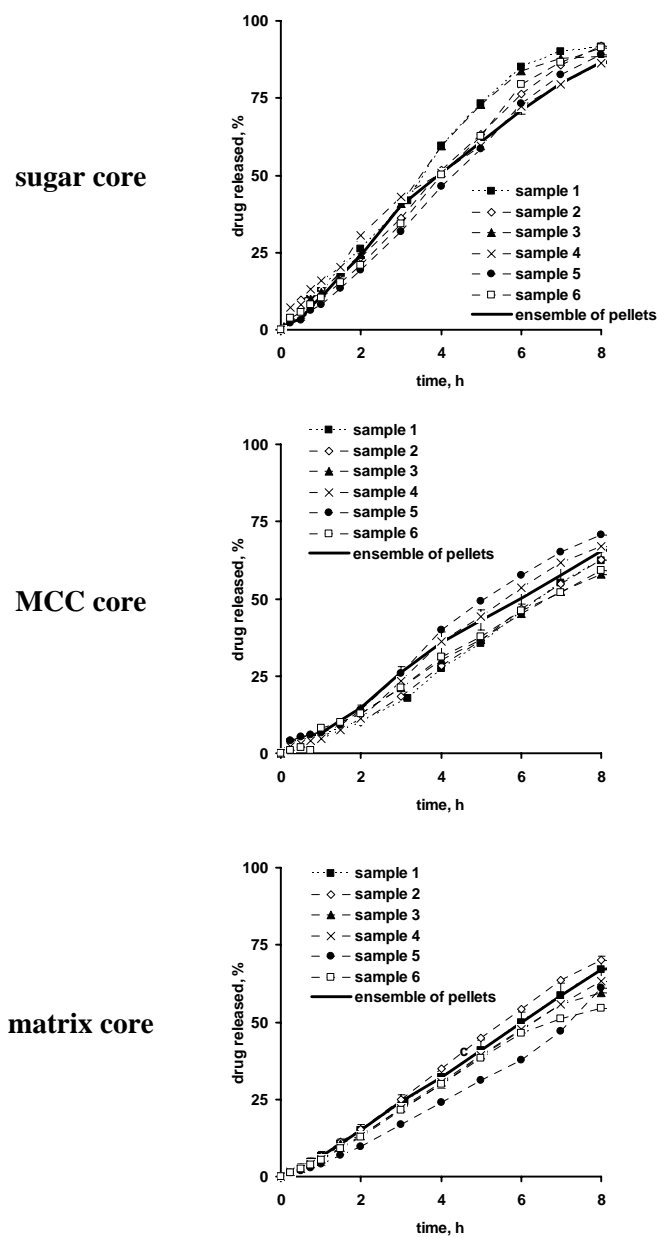 sugar core
drug released, %
100
75
50
25
0
0 2 4 6 8
time, h
sample 1
sample 2
sample 3
sample 4
sample 5
sample 6
ensemble of pellets
MCC core
drug released, %
100
75
50
25
0
0 2 4 6 8
time, h
sample 1
sample 2
sample 3
sample 4
sample 5
sample 6
ensemble of pellets
matrix core
drug released, %
100
75
50
25
0
0 2 4 6 8
time, h
sample 1
sample 2
sample 3
sample 4
sample 5
sample 6
ensemble of pellets
c